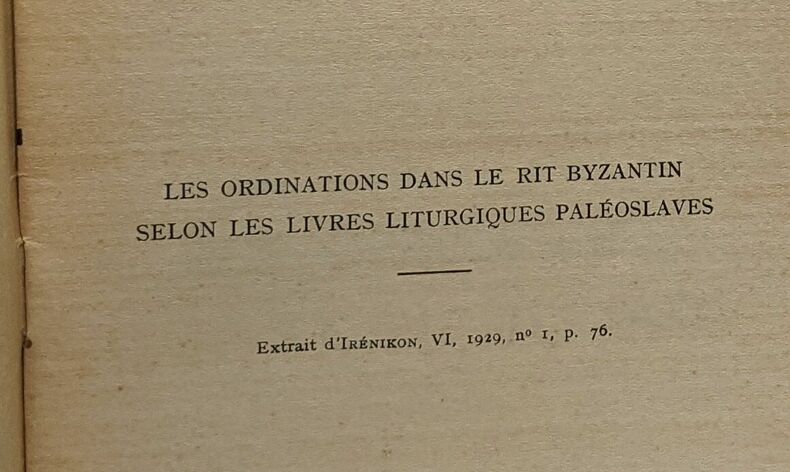 LES ORDINATIONS DANS LE RIT BYZANTIN
SELON LES LIVRES LITURGIQUES PALÉOSLAVES
Extrait d'IRÉNIKON, VI, 1929, nº 1, p. 76.